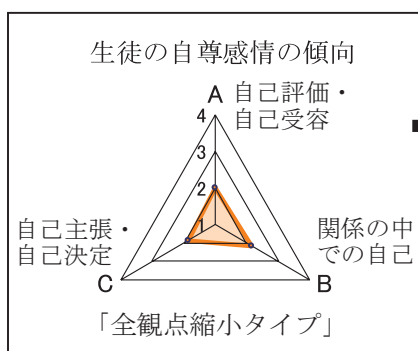 生徒の自尊感情の傾向
A
自己評価・
自己受容
4
3
2
1
自己主張・
自己決定
関係の中
での自己
C
B
「全観点縮小タイプ」